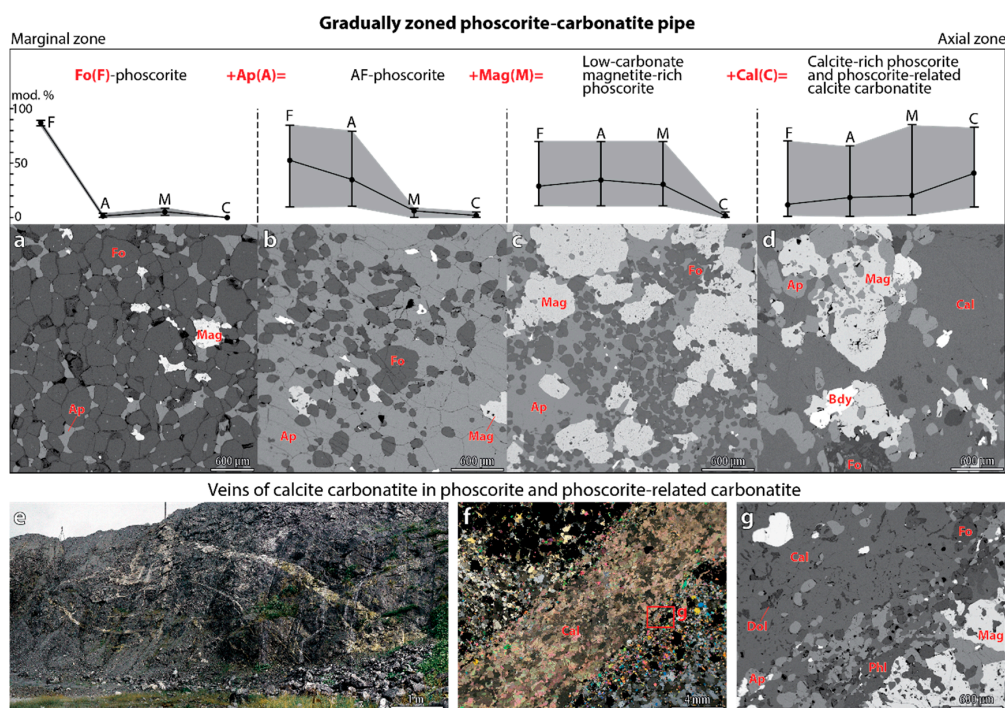 Gradually zoned phoscorite-carbonatite pipe
Marginal zone
Axial zone
Fo(F)-phoscorite
+Ap(A)=
AF-phoscorite
+Mag(M)=
Low-carbonate
magnetite-rich
phoscorite
+Cal(C)=
Calcite-rich phoscorite
and phoscorite-related
calcite carbonatite
mod. %
100
50
0
F
A
M
C
F
A
M
C
F
A
M
C
F
A
M
C
a
Fo
Mag
Ap
600 μm
b
Fo
Ap
Mag
600 μm
c
Fo
Mag
Ap
600 μm
d
Ap
Mag
Cal
Bdy
Fo
600 μm
Veins of calcite carbonatite in phoscorite and phoscorite-related carbonatite
e
1m
f
g
Cal
4mm
g
Fo
Cal
Dol
Mag
Phl
Ap
600 μm